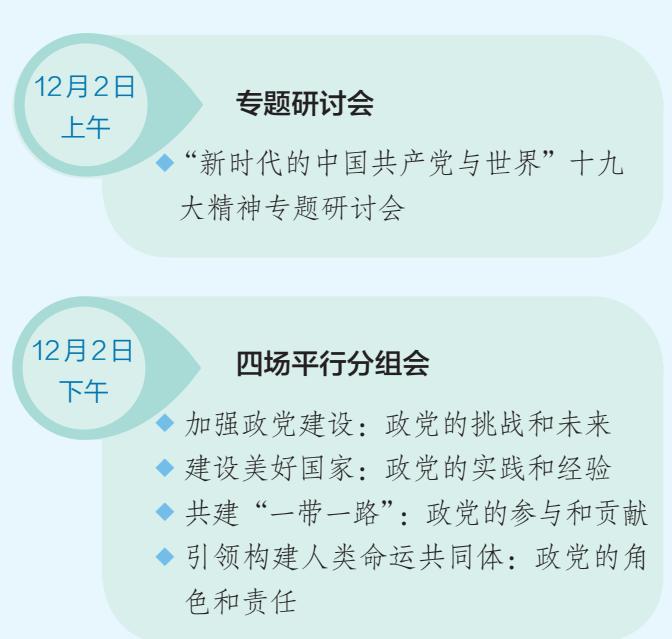 12月2日
上午
专题研讨会
“新时代的中国共产党与世界”十九
大精神专题研讨会
12月2日
下午
四场平行分组会
加强政党建设：政党的挑战和未来
建设美好国家：政党的实践和经验
共建“一带一路”：政党的参与和贡献
引领构建人类命运共同体：政党的角
色和责任